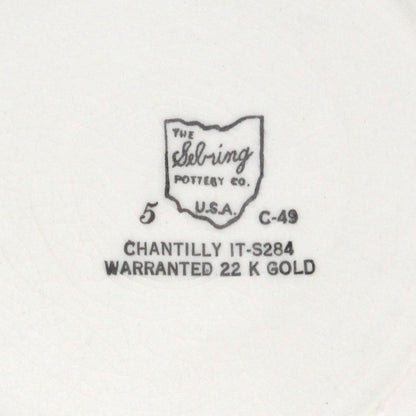 THE
Sebring
POTTERY CO.
U.S.A.
5 C-49
CHANTILLY IT-S284
WARRANTED 22 K GOLD